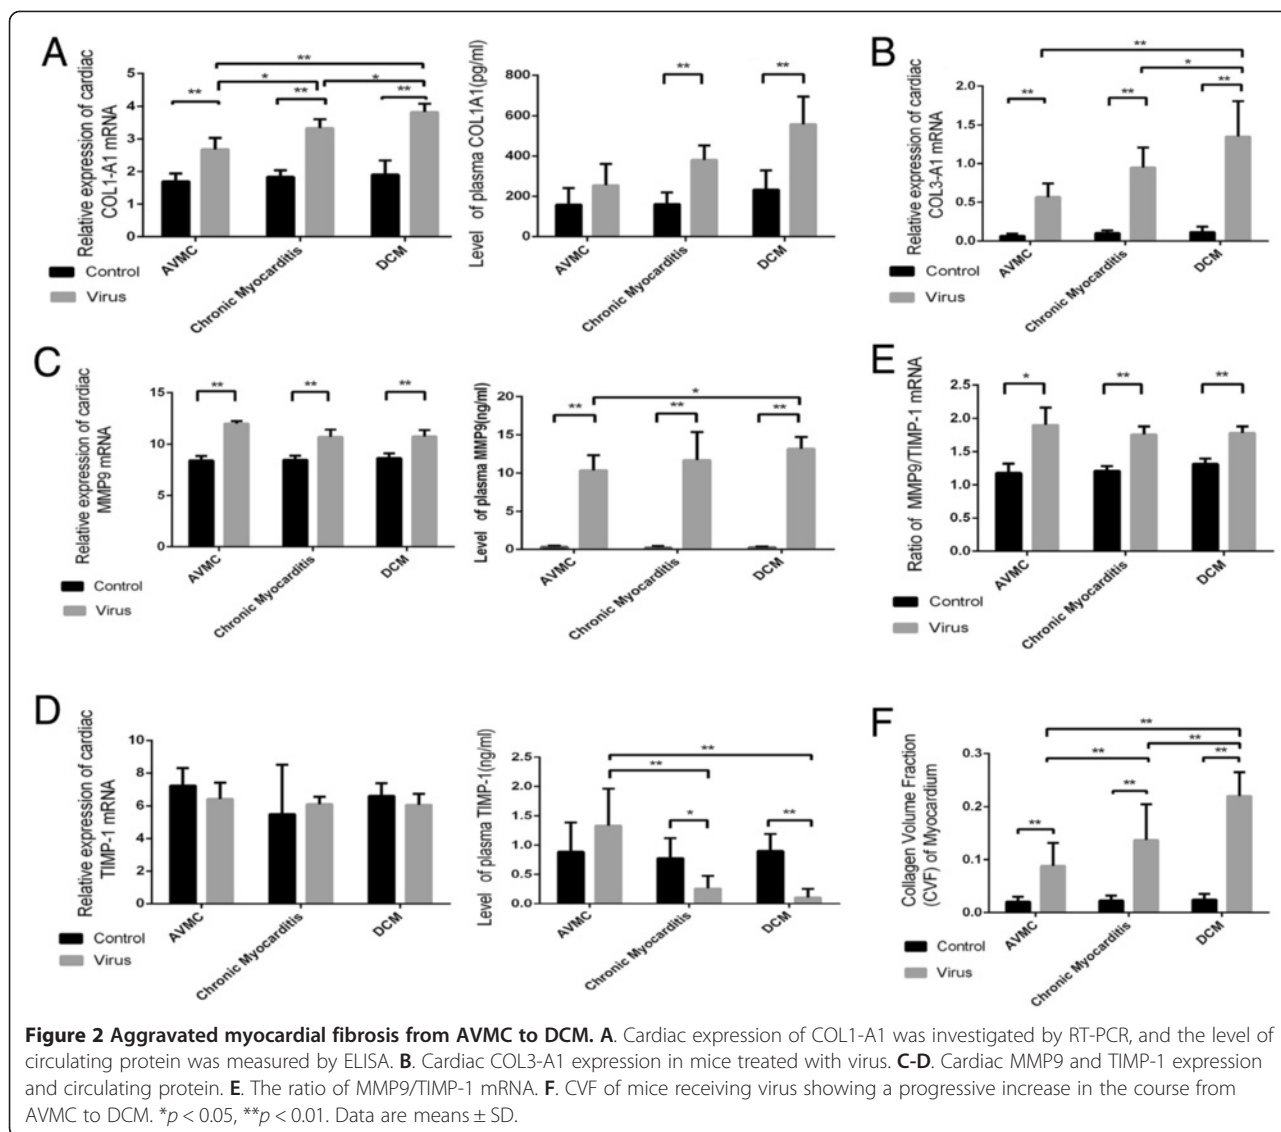 A
Relative expression of cardiac
COL1-A1 mRNA
5
4
3
2
1
0
**
*
*
**
**
**
AVMC
Chronic Myocarditis
DCM
Control
Virus
Level of plasma COL1A1(pg/ml)
800
600
400
200
0
**
**
AVMC
Chronic Myocarditis
DCM
B
Relative expression of cardiac
COL3-A1 mRNA
2.0
1.5
1.0
0.5
0.0
**
*
**
**
**
AVMC
Chronic Myocarditis
DCM
Control
Virus
C
Relative expression of cardiac
MMP9 mRNA
15
10
5
0
**
**
**
AVMC
Chronic Myocarditis
DCM
Control
Virus
Level of plasma MMP9(ng/ml)
20
15
10
5
0
*
**
**
**
AVMC
Chronic Myocarditis
DCM
E
Ratio of MMP9/TIMP-1 mRNA
2.5
2.0
1.5
1.0
0.5
0.0
*
**
**
AVMC
Chronic Myocarditis
DCM
Control
Virus
D
Relative expression of cardiac
TIMP-1 mRNA
10
8
6
4
2
0
AVMC
Chronic Myocarditis
DCM
Control
Virus
Level of plasma TIMP-1(ng/ml)
2.5
2.0
1.5
1.0
0.5
0.0
**
**
*
**
AVMC
Chronic Myocarditis
DCM
F
Collagen Volume Fraction
(CVF) of Myocardium
0.3
0.2
0.1
0.0
**
**
**
**
**
**
AVMC
Chronic Myocarditis
DCM
Control
Virus
Figure 2 Aggravated myocardial fibrosis from AVMC to DCM. A. Cardiac expression of COL1-A1 was investigated by RT-PCR, and the level of
circulating protein was measured by ELISA. B. Cardiac COL3-A1 expression in mice treated with virus. C-D. Cardiac MMP9 and TIMP-1 expression
and circulating protein. E. The ratio of MMP9/TIMP-1 mRNA. F. CVF of mice receiving virus showing a progressive increase in the course from
AVMC to DCM. *p < 0.05, **p < 0.01. Data are means ± SD.